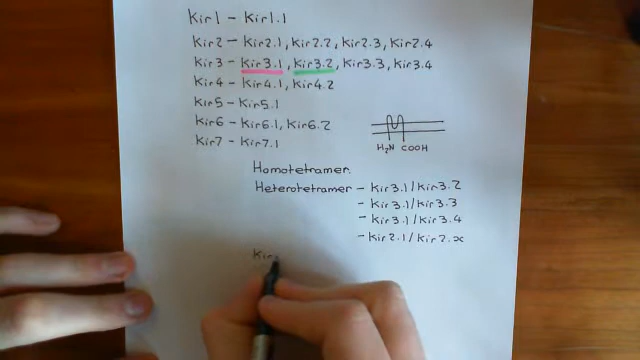 Kir1 - Kir1.1
Kir2 - Kir2.1, Kir2.2, Kir2.3, Kir2.4
Kir3 - Kir3.1, Kir3.2, Kir3.3, Kir3.4
Kir4 - Kir4.1, Kir4.2
Kir5 - Kir5.1
Kir6 - Kir6.1, Kir6.2
Kir7 - Kir7.1
H₂N COOH
Homotetramer.
Heterotetramer - Kir3.1/Kir3.2
- Kir3.1/Kir3.3
- Kir3.1/Kir3.4
- Kir2.1/Kir2.x
Kir